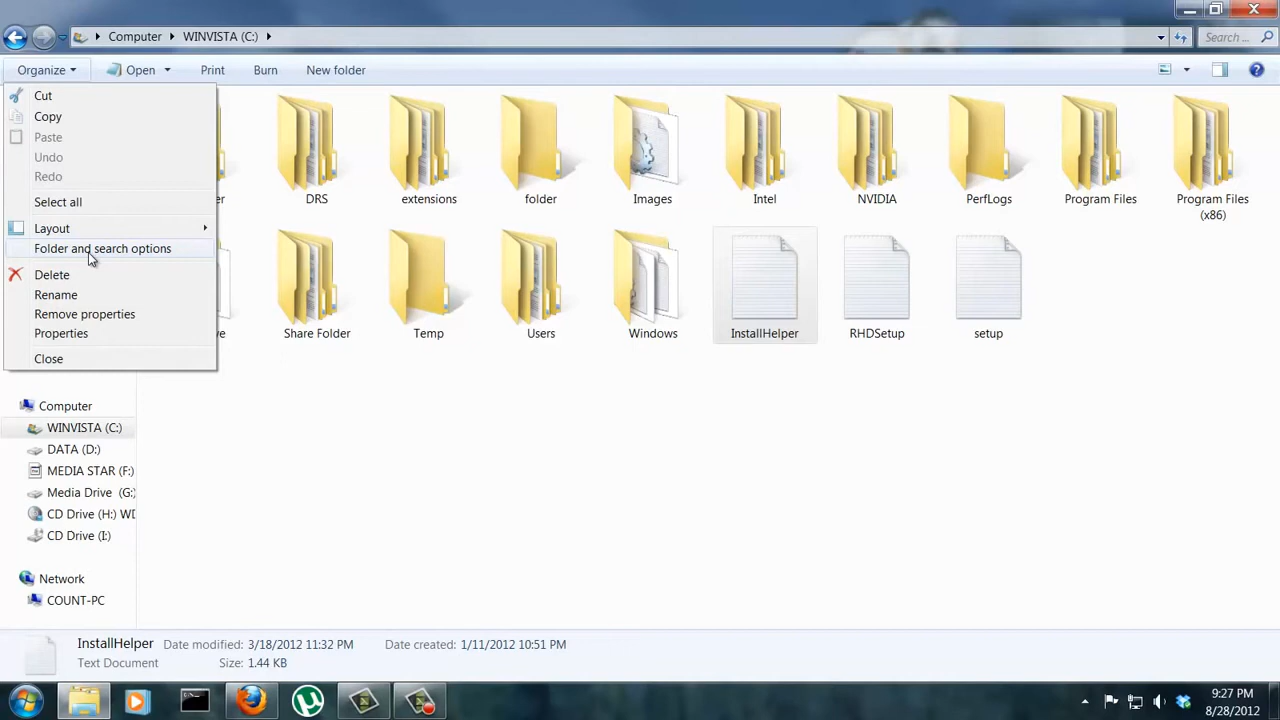 Computer
WINVISTA (C:)
Search ...
Organize
Open
Print
Burn
New folder
Cut
Copy
Paste
Undo
Redo
Select all
Layout
Folder and search options
Delete
Rename
Remove properties
Properties
Close
DRS
extensions
folder
Images
Intel
NVIDIA
PerfLogs
Program Files
Program Files
(x86)
Share Folder
Temp
Users
Windows
InstallHelper
RHDSetup
setup
Computer
WINVISTA (C:)
DATA (D:)
MEDIA STAR (F:)
Media Drive (G:)
CD Drive (H:) WI
CD Drive (I:)
Network
COUNT-PC
InstallHelper
Date modified: 3/18/2012 11:32 PM
Date created: 1/11/2012 10:51 PM
Text Document
Size: 1.44 KB
9:27 PM
8/28/2012